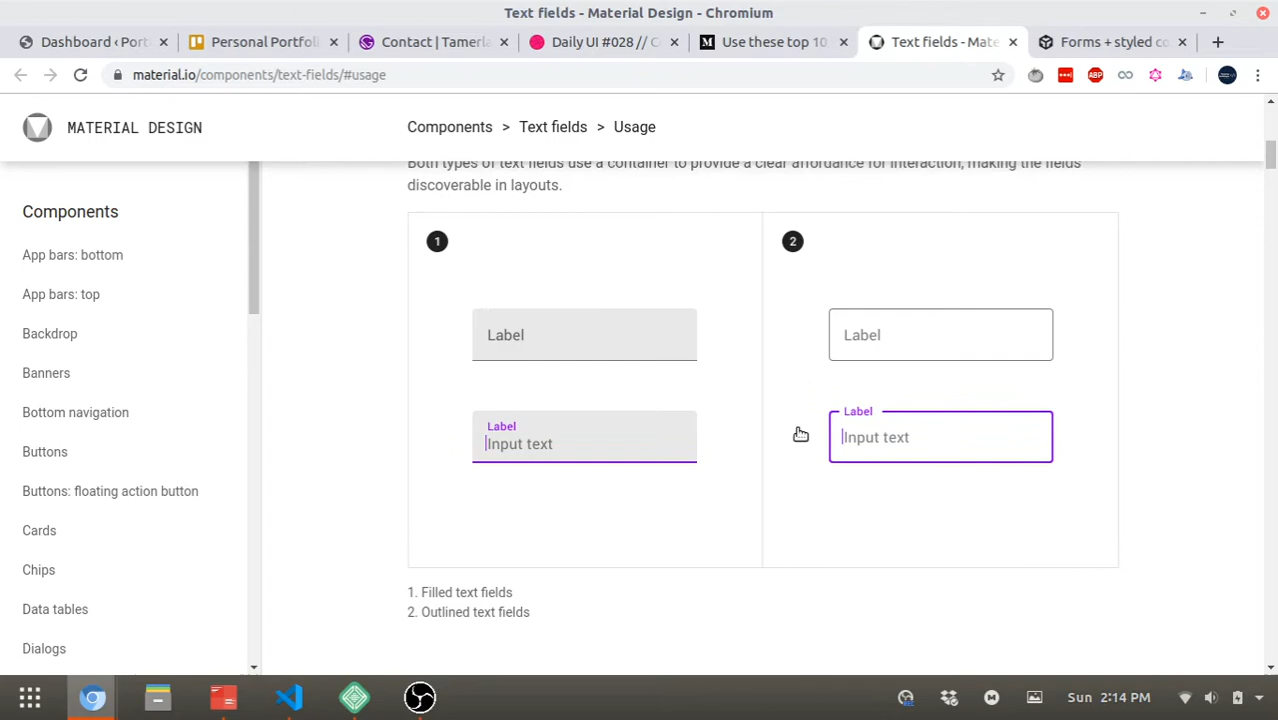 Text fields - Material Design - Chromium
Dashboard ‹ Port
Personal Portfoli
Contact | Tamerla
Daily UI #028 // C
Use these top 10
Text fields - Mate
Forms + styled co
material.io/components/text-fields/#usage
ABP
MATERIAL DESIGN
Components > Text fields > Usage
Both types of text fields use a container to provide a clear affordance for interaction, making the fields
discoverable in layouts.
Components
App bars: bottom
App bars: top
Backdrop
Banners
Bottom navigation
Buttons
Buttons: floating action button
Cards
Chips
Data tables
Dialogs
1
Label
Label
Input text
2
Label
Label
Input text
1. Filled text fields
2. Outlined text fields
Sun 2:14 PM